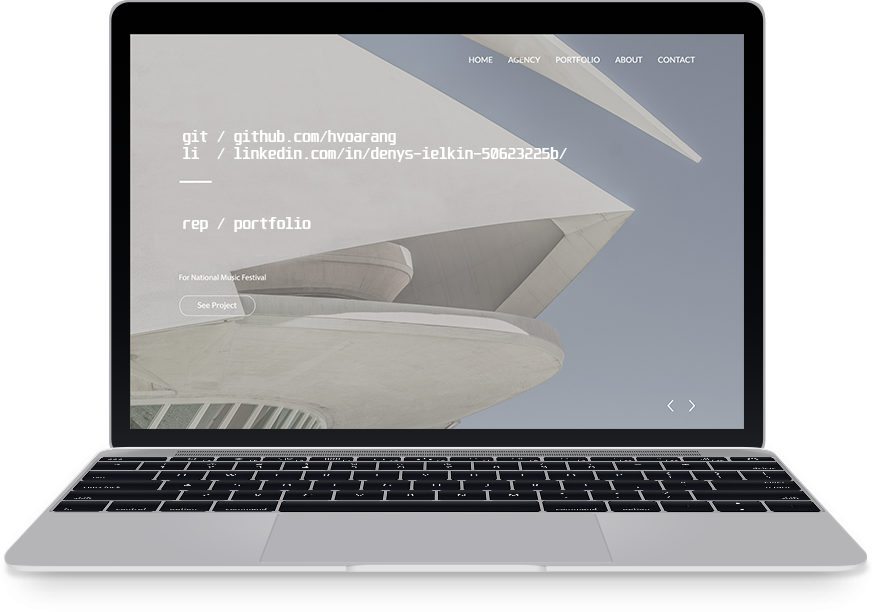 HOME AGENCY PORTFOLIO ABOUT CONTACT
git / github.com/hvoarang
li / linkedin.com/in/denys-ielkin-50623225b/
rep / portfolio
For National Music Festival
See Project